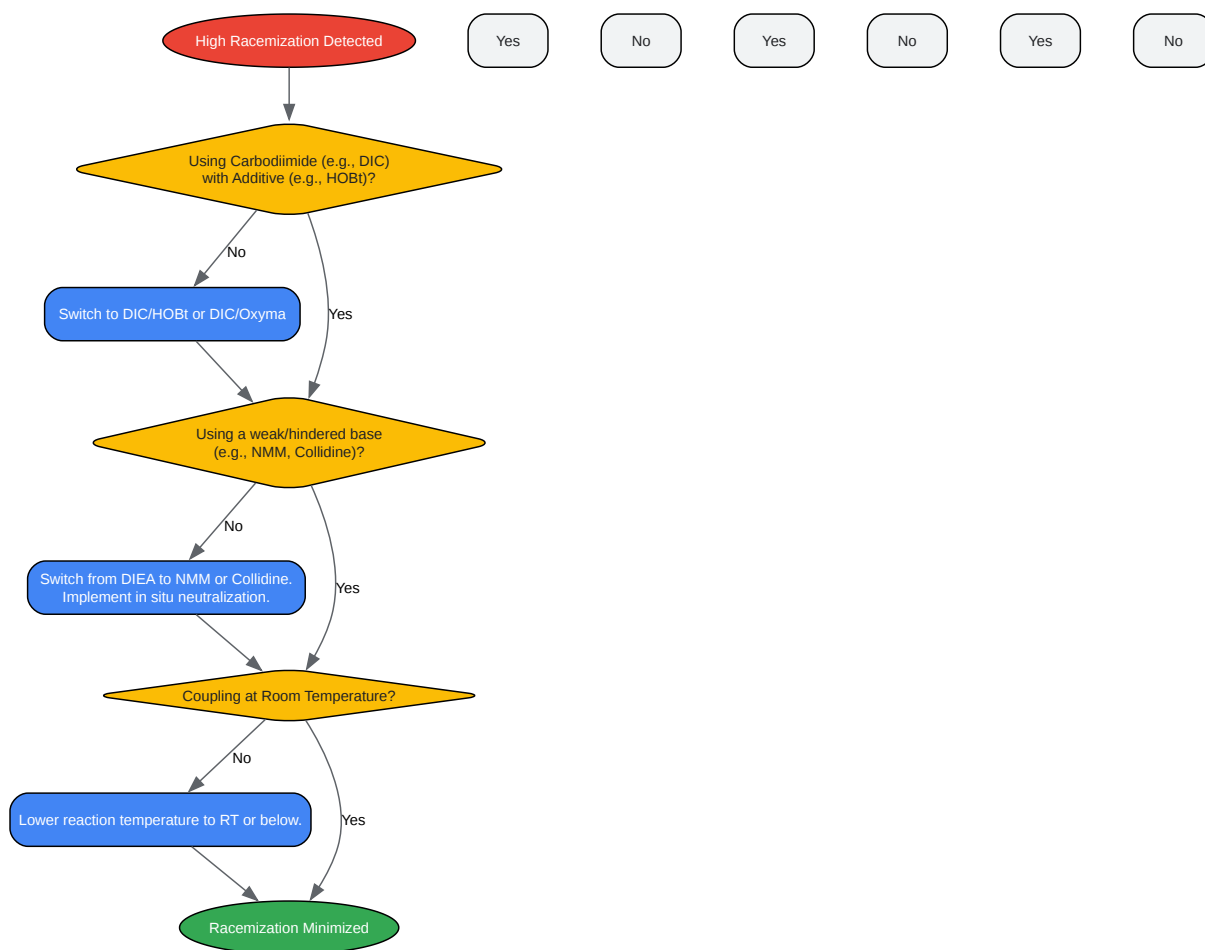 High Racemization Detected
Yes
No
Yes
No
Yes
No
Using Carbodiimide (e.g., DIC)
with Additive (e.g., HOBt)?
No
Switch to DIC/HOBt or DIC/Oxyma
Yes
Using a weak/hindered base
(e.g., NMM, Collidine)?
No
Switch from DIEA to NMM or Collidine.
Implement in situ neutralization.
Yes
Coupling at Room Temperature?
No
Lower reaction temperature to RT or below.
Yes
Racemization Minimized